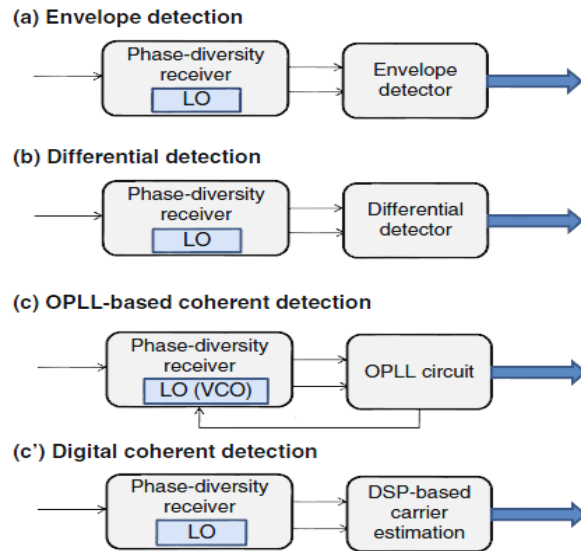 (a) Envelope detection
Phase-diversity
receiver
LO
Envelope
detector
(b) Differential detection
Phase-diversity
receiver
LO
Differential
detector
(c) OPLL-based coherent detection
Phase-diversity
receiver
LO (VCO)
OPLL circuit
(c') Digital coherent detection
Phase-diversity
receiver
LO
DSP-based
carrier
estimation